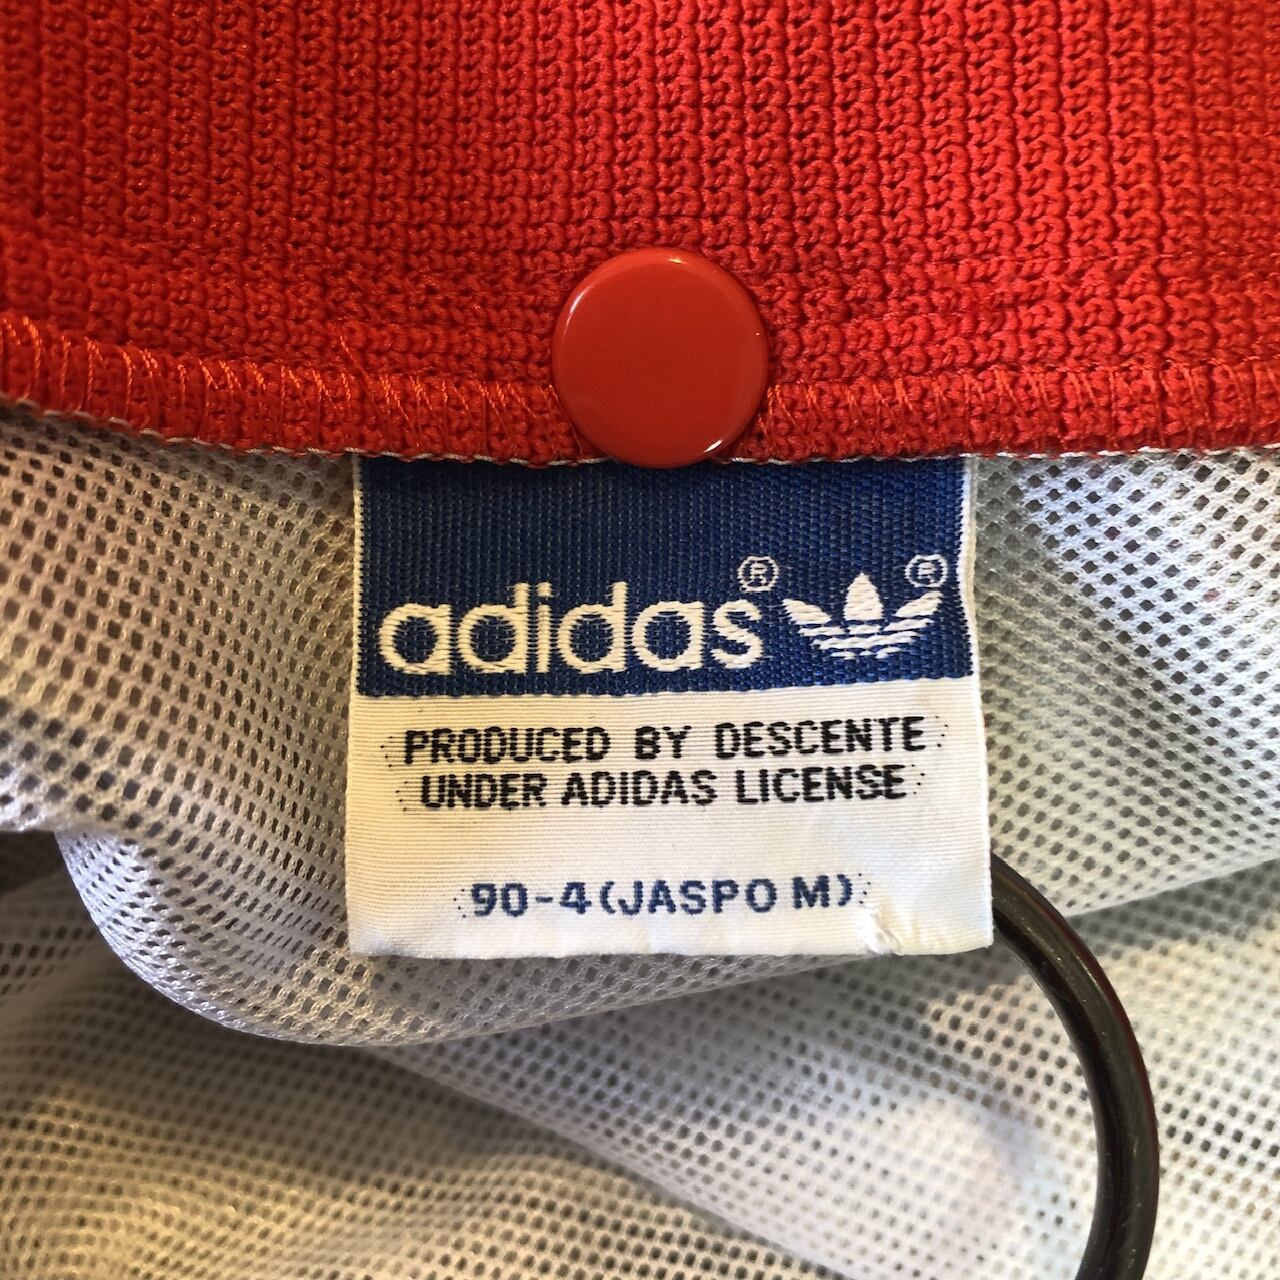 adidas® ®
PRODUCED BY DESCENTE
UNDER ADIDAS LICENSE
90-4(JASPO M)